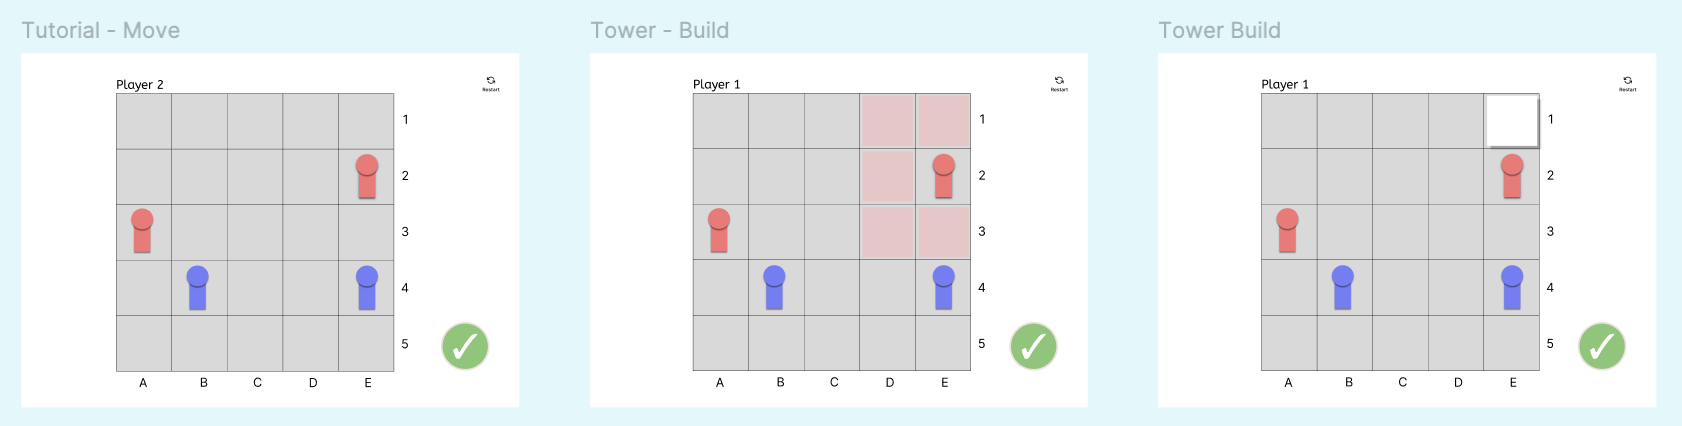 Tutorial - Move
Player 2
Restart
1
2
3
4
5
A B C D E
Tower - Build
Player 1
Restart
1
2
3
4
5
A B C D E
Tower Build
Player 1
Restart
1
2
3
4
5
A B C D E